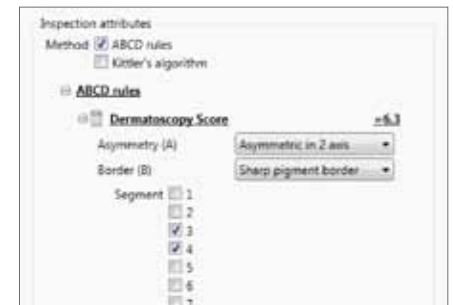 Inspection attributes
Method ABCD rules
Kittler's algorithm
ABCD rules
Dermatoscopy Score =6.3
Asymmetry (A) Asymmetric in 2 axis
Border (B) Sharp pigment border
Segment 1
2
3
4
5
6
7